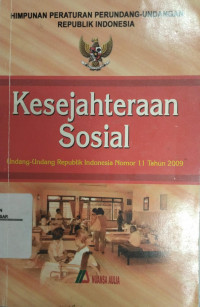 HIMPUNAN PERATURAN PERUNDANG-UNDANGAN
REPUBLIK INDONESIA
Kesejahteraan
Sosial
Undang-Undang Republik Indonesia Nomor 11 Tahun 2009
NUANSA AULIA